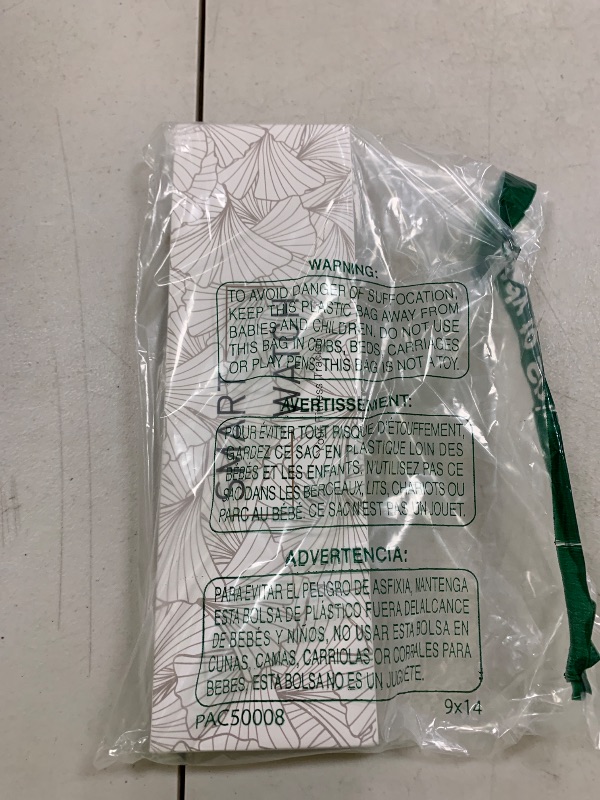 WARNING:
TO AVOID DANGER OF SUFFOCATION,
KEEP THIS PLASTIC BAG AWAY FROM
BABIES AND CHILDREN. DO NOT USE
THIS BAG IN CRIBS, BEDS, CARRIAGES
OR PLAY PENS. THIS BAG IS NOT A TOY.
AVERTISSEMENT:
POUR ÉVITER TOUT RISQUE D'ÉTOUFFEMENT,
GARDEZ CE SAC EN PLASTIQUE LOIN DES
BÉBÉS ET LES ENFANTS. N'UTILISEZ PAS CE
SAC DANS LES BERCEAUX, LITS, CHARIOTS OU
PARC AU BÉBÉ. CE SAC N'EST PAS UN JOUET.
ADVERTENCIA:
PARA EVITAR EL PELIGRO DE ASFIXIA, MANTENGA
ESTA BOLSA DE PLÁSTICO FUERA DEL ALCANCE
DE BEBÉS Y NIÑOS, NO USAR ESTA BOLSA EN
CUNAS, CAMAS, CARRIOLAS OR CORRALES PARA
BEBES, ESTA BOLSA NO ES UN JUGUETE.
PAC50008 9x14
SMART
WATCH